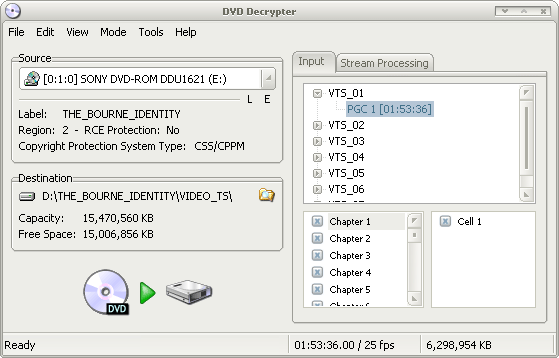 DVD Decrypter
File Edit View Mode Tools Help
Source
[0:1:0] SONY DVD-ROM DDU1621 (E:)
L E
Label: THE_BOURNE_IDENTITY
Region: 2 - RCE Protection: No
Copyright Protection System Type: CSS/CPPM
Destination
D:\THE_BOURNE_IDENTITY\VIDEO_TS\
Capacity: 15,470,560 KB
Free Space: 15,006,856 KB
DVD
Input Stream Processing
VTS_01
PGC 1 [01:53:36]
VTS_02
VTS_03
VTS_04
VTS_05
VTS_06
Chapter 1
Chapter 2
Chapter 3
Chapter 4
Chapter 5
Cell 1
Ready
01:53:36.00 / 25 fps
6,298,954 KB